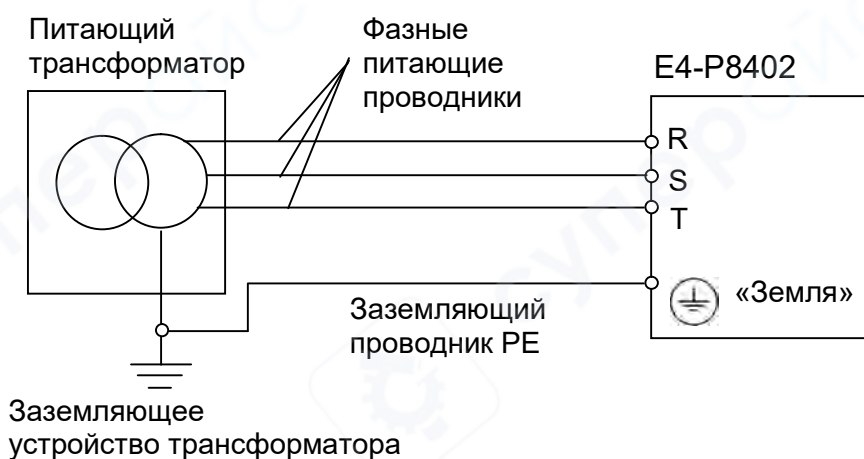 Питающий
трансформатор
Фазные
питающие
проводники
E4-P8402
R
S
T
«Земля»
Заземляющий
проводник PE
Заземляющее
устройство трансформатора